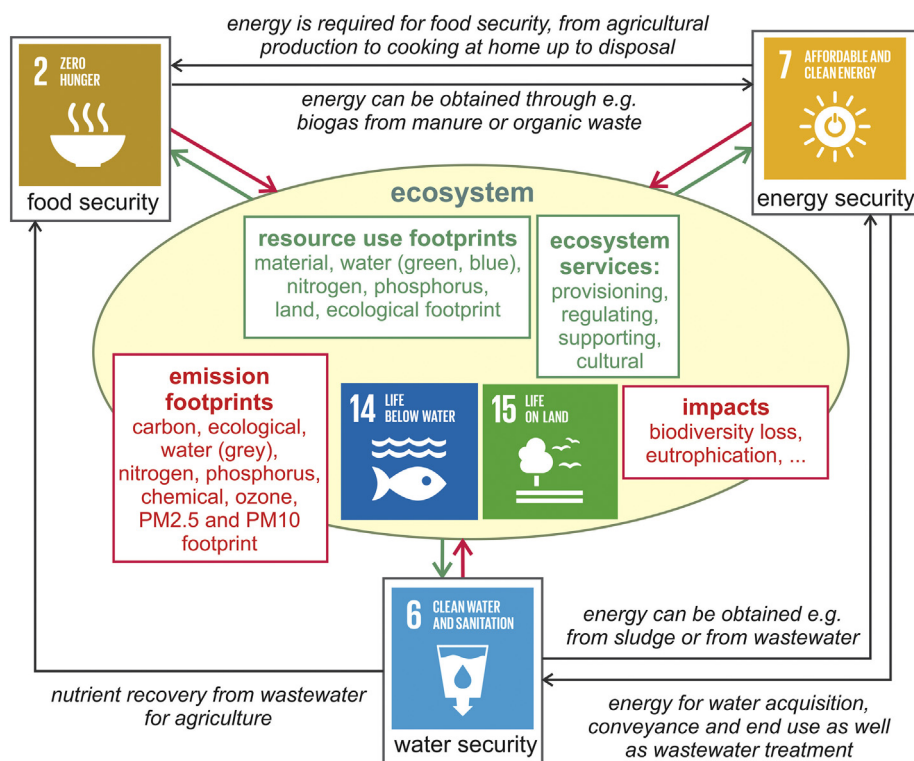 energy is required for food security, from agricultural
production to cooking at home up to disposal
2 ZERO
HUNGER
food security
7 AFFORDABLE AND
CLEAN ENERGY
energy security
energy can be obtained through e.g.
biogas from manure or organic waste
ecosystem
resource use footprints
material, water (green, blue),
nitrogen, phosphorus,
land, ecological footprint
ecosystem
services:
provisioning,
regulating,
supporting,
cultural
emission
footprints
carbon, ecological,
water (grey),
nitrogen, phosphorus,
chemical, ozone,
PM2.5 and PM10
footprint
14 LIFE
BELOW WATER
15 LIFE
ON LAND
impacts
biodiversity loss,
eutrophication, ...
6 CLEAN WATER
AND SANITATION
water security
energy can be obtained e.g.
from sludge or from wastewater
nutrient recovery from wastewater
for agriculture
energy for water acquisition,
conveyance and end use as well
as wastewater treatment